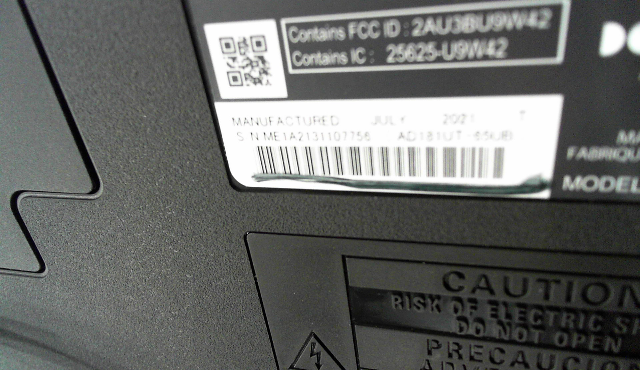 Contains FCC ID : 2AU3BU9W42
Contains IC : 25625-U9W42
MANUFACTURED JULY 2021 T
S N ME1A2131107756 AD181UT-65UBI
MODEL
CAUTION
RISK OF ELECTRIC
DO NOT OPEN